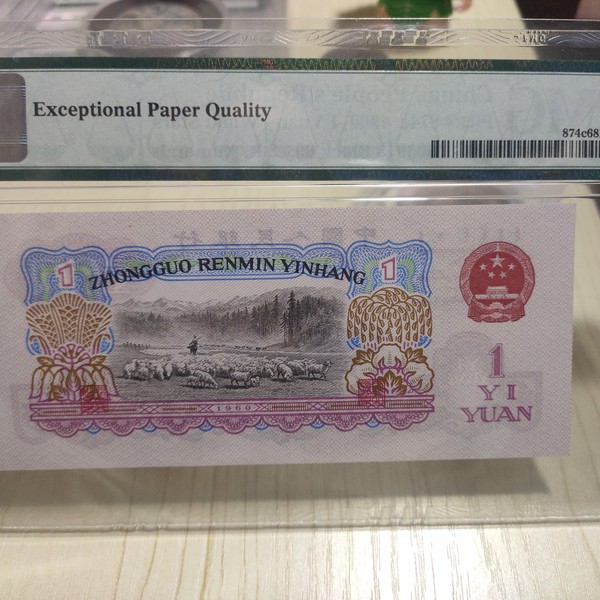 Exceptional Paper Quality
874c68
1
ZHONGGUO RENMIN YINHANG
1
1960
1
YI
YUAN